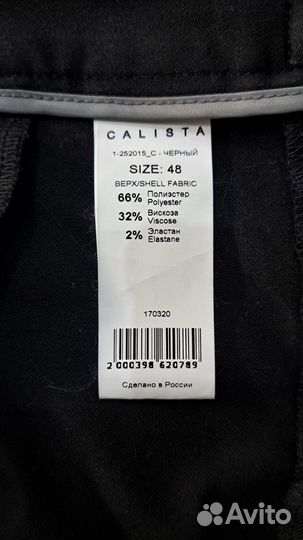 CALISTA
1-252015_C - ЧЕРНЫЙ
SIZE: 48
ВЕРХ/SHELL FABRIC
66% Полиэстер
Polyester
32% Вискоза
Viscose
2% Эластан
Elastane
170320
2 000398 620789
Сделано в России
Avito